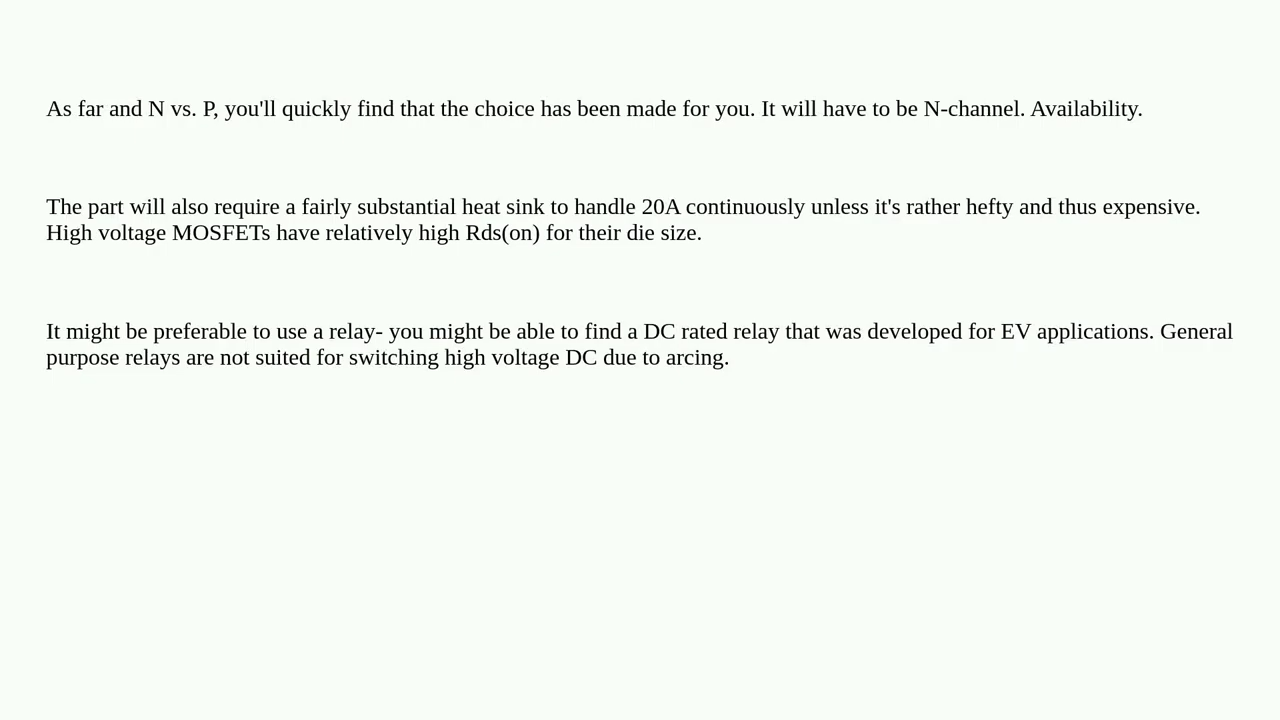 As far and N vs. P, you'll quickly find that the choice has been made for you. It will have to be N-channel. Availability.
The part will also require a fairly substantial heat sink to handle 20A continuously unless it's rather hefty and thus expensive.
High voltage MOSFETs have relatively high Rds(on) for their die size.
It might be preferable to use a relay- you might be able to find a DC rated relay that was developed for EV applications. General
purpose relays are not suited for switching high voltage DC due to arcing.